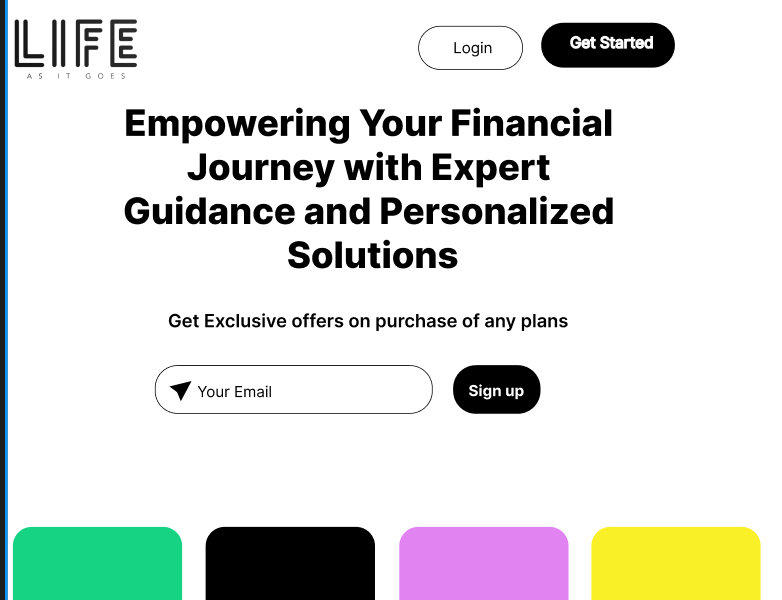 LIFE
AS IT GOES
Login
Get Started
Empowering Your Financial
Journey with Expert
Guidance and Personalized
Solutions
Get Exclusive offers on purchase of any plans
Your Email
Sign up